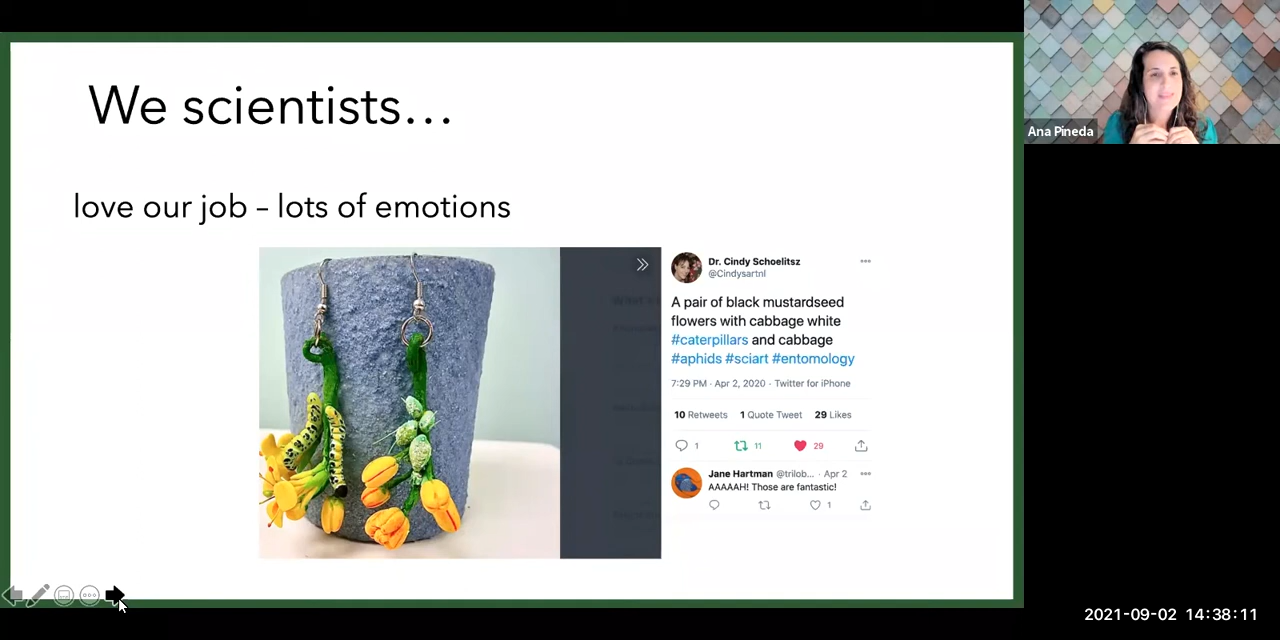 We scientists...
love our job – lots of emotions
Dr. Cindy Schoelitsz
@Cindysartnl
A pair of black mustardseed
flowers with cabbage white
#caterpillars and cabbage
#aphids #sciart #entomology
7:29 PM · Apr 2, 2020 · Twitter for iPhone
10 Retweets 1 Quote Tweet 29 Likes
1 11 29
Jane Hartman @trilob... · Apr 2
AAAAAH! Those are fantastic!
1
Ana Pineda
2021-09-02 14:38:11